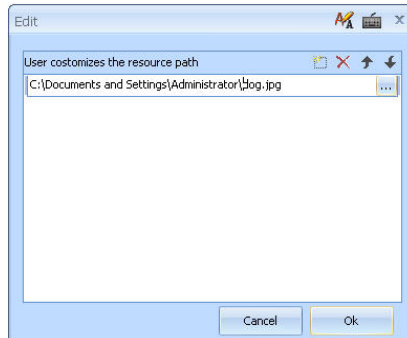 Edit
User costomizes the resource path
C:\Documents and Settings\Administrator\dog.jpg
...
Cancel
Ok